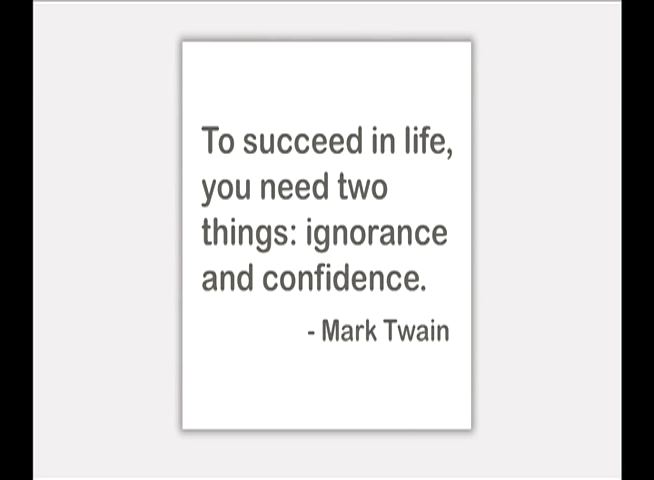 To succeed in life,
you need two
things: ignorance
and confidence.
- Mark Twain